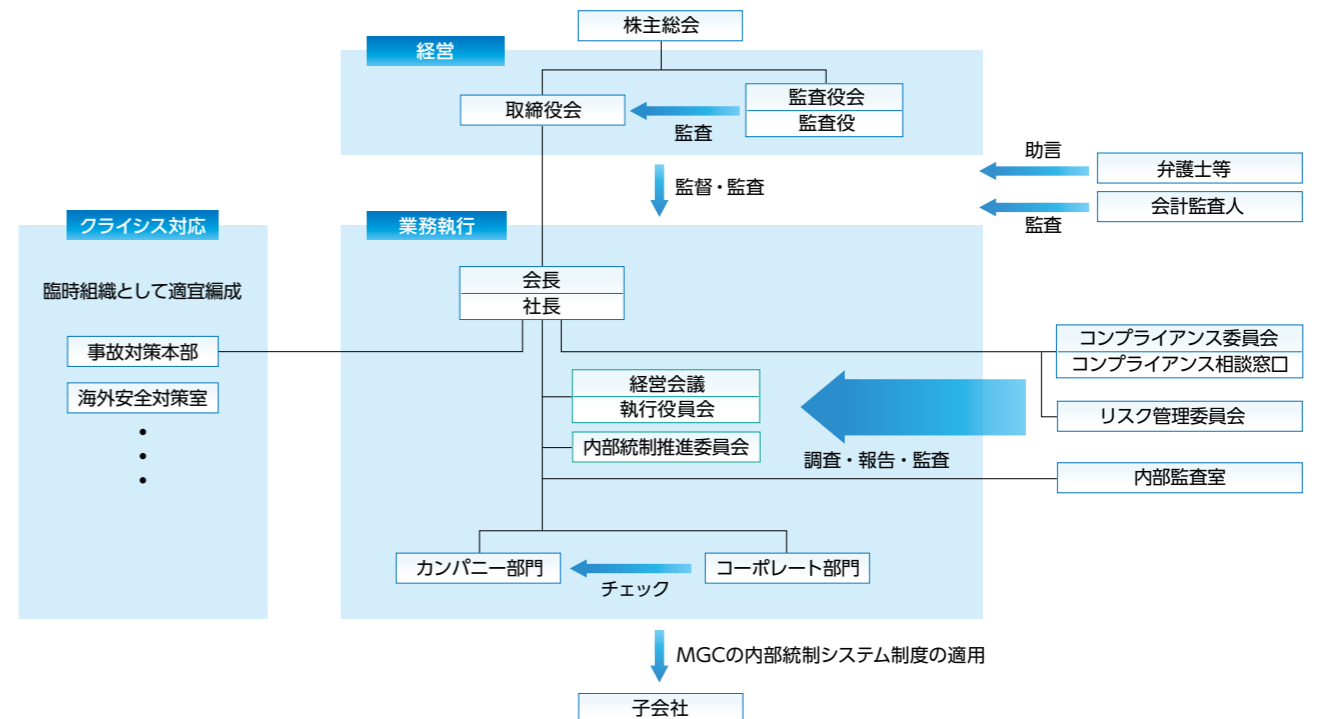 株主総会
経営
取締役会
監査
監査役会
監査役
助言
弁護士等
監督・監査
会計監査人
監査
クライシス対応
臨時組織として適宜編成
事故対策本部
海外安全対策室
業務執行
会長
社長
経営会議
執行役員会
内部統制推進委員会
調査・報告・監査
コンプライアンス委員会
コンプライアンス相談窓口
リスク管理委員会
内部監査室
カンパニー部門
チェック
コーポレート部門
MGCの内部統制システム制度の適用
子会社